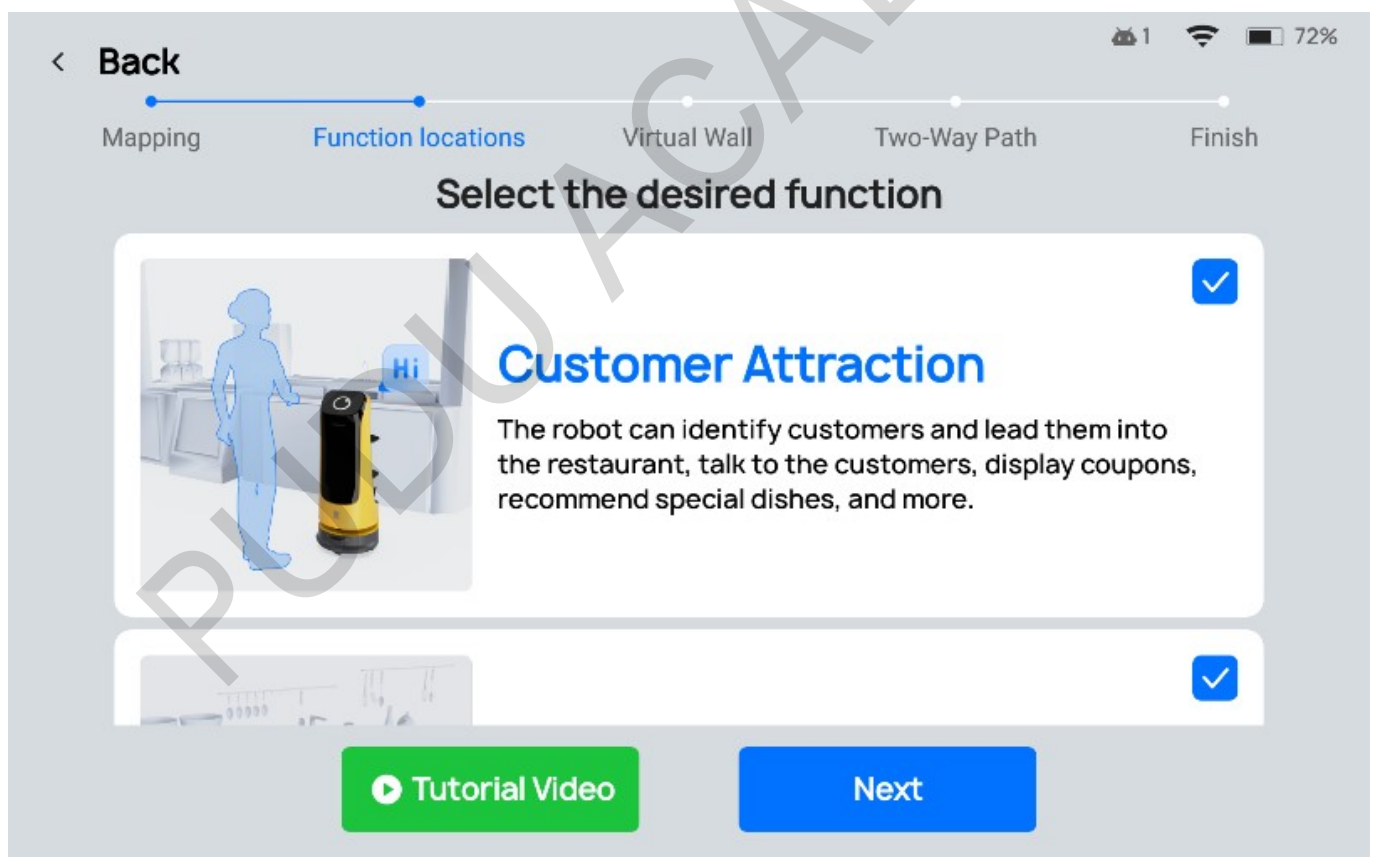 1 72%
Back
Mapping Function locations Virtual Wall Two-Way Path Finish
Select the desired function
Hi
Customer Attraction
The robot can identify customers and lead them into
the restaurant, talk to the customers, display coupons,
recommend special dishes, and more.
Tutorial Video Next